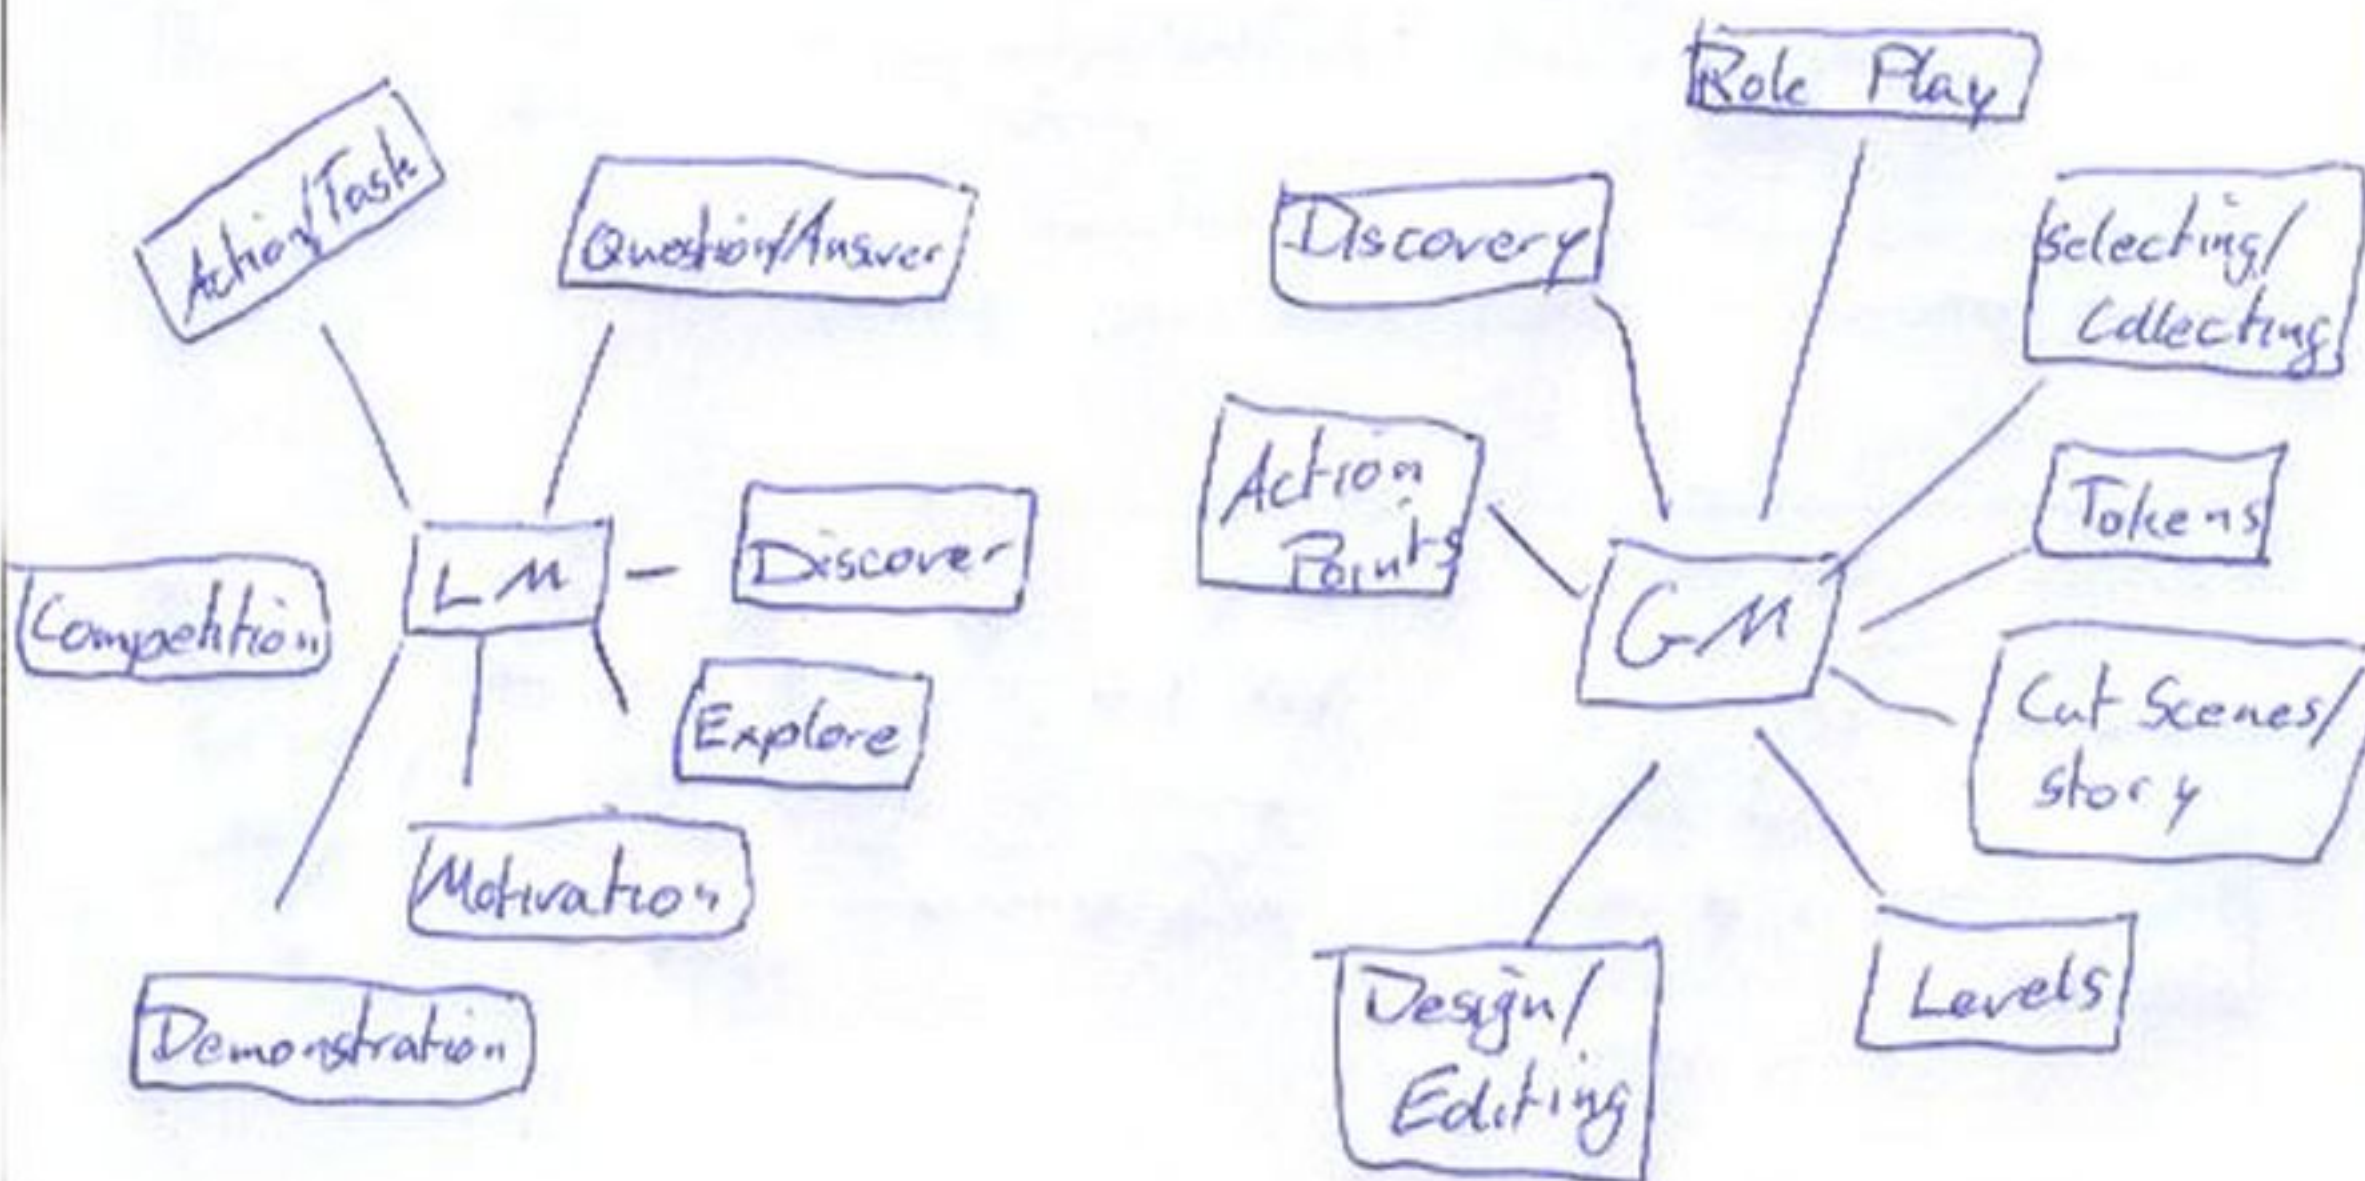 Action/Task
Question/Answer
LM
Discover
Competition
Explore
Motivation
Demonstration
Role Play
Discovery
Selecting/
Collecting
Action
Points
Tokens
GM
Cut Scenes/
story
Levels
Design/
Editing